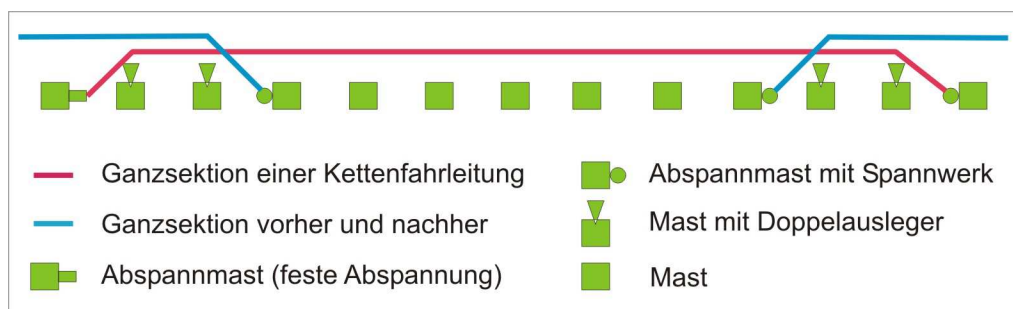 Ganzsektion einer Kettenfahrleitung
Ganzsektion vorher und nachher
Abspannmast (feste Abspannung)
Abspannmast mit Spannwerk
Mast mit Doppelausleger
Mast